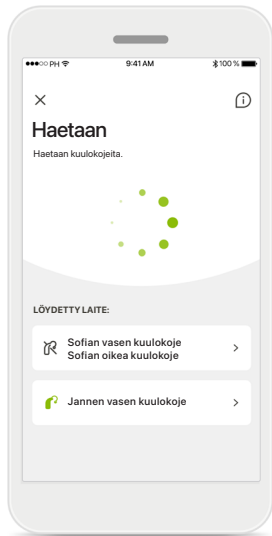 PH 9:41 AM 100 %
Haetaan
Haetaan kuulokojeita.
LÖYDETTY LAITE:
Sofian vasen kuulokoje
Sofian oikea kuulokoje
Jannen vasen kuulokoje